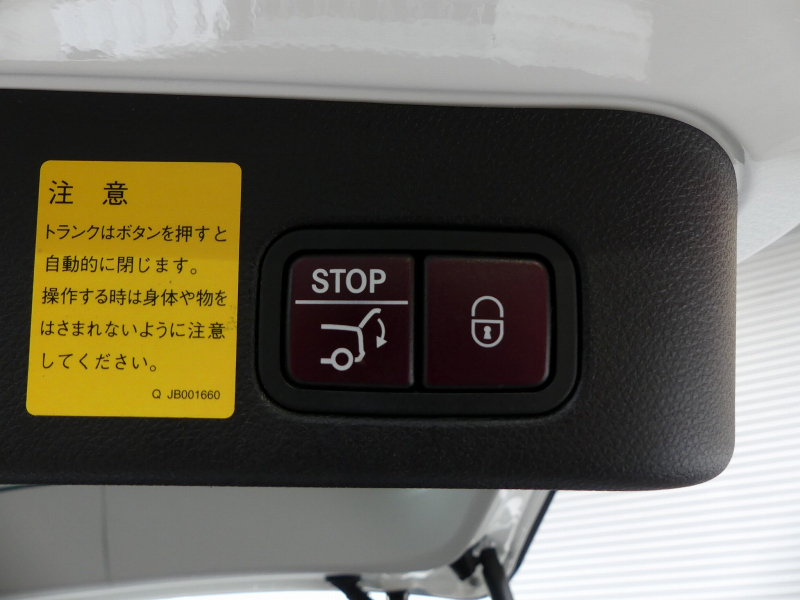 注 意
トランクはボタンを押すと
自動的に閉じます。
操作する時は身体や物を
はさまれないように注意
してください。
Q JB001660
STOP